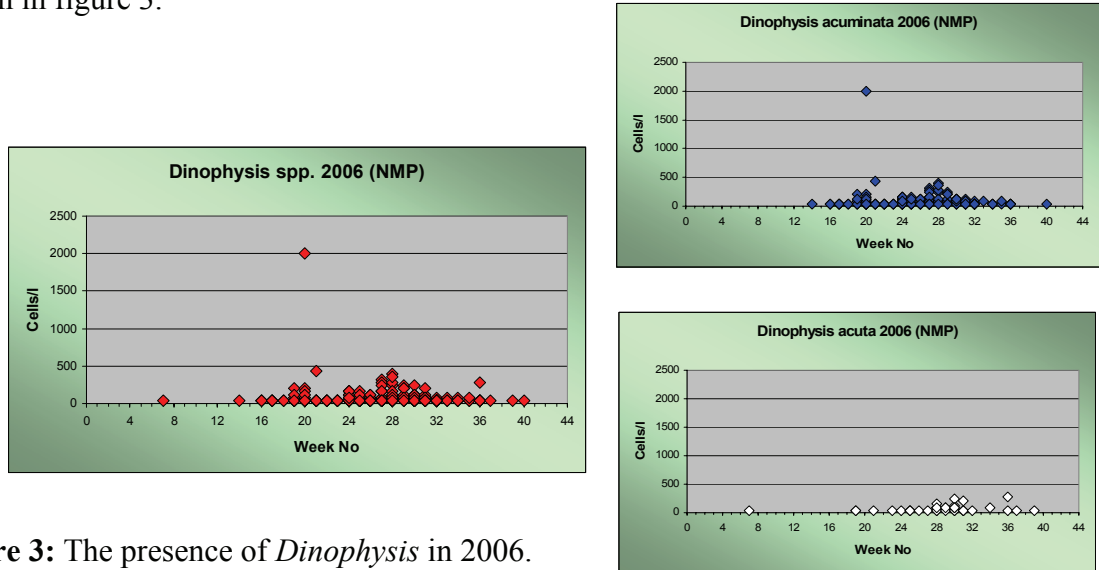 in figure 3.
Dinophysis spp. 2006 (NMP)
2500
2000
1500
1000
500
0
Cells/l
0 4 8 12 16 20 24 28 32 36 40 44
Week No
Dinophysis acuminata 2006 (NMP)
2500
2000
1500
1000
500
0
Cells/l
0 4 8 12 16 20 24 28 32 36 40 44
Week No
Dinophysis acuta 2006 (NMP)
2500
2000
1500
1000
500
0
Cells/l
0 4 8 12 16 20 24 28 32 36 40 44
Week No
re 3: The presence of Dinophysis in 2006.